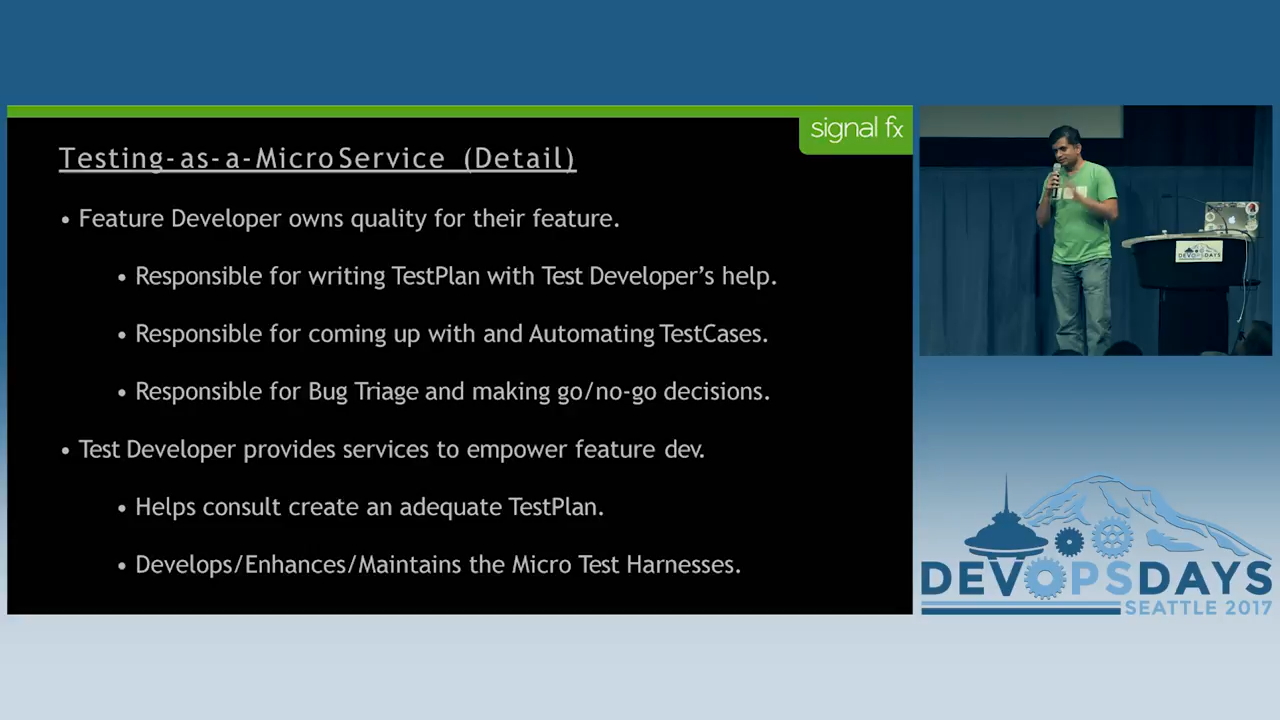 signal fx
Testing-as-a-MicroService (Detail)
• Feature Developer owns quality for their feature.
• Responsible for writing TestPlan with Test Developer’s help.
• Responsible for coming up with and Automating TestCases.
• Responsible for Bug Triage and making go/no-go decisions.
• Test Developer provides services to empower feature dev.
• Helps consult create an adequate TestPlan.
• Develops/Enhances/Maintains the Micro Test Harnesses.
DEVOPSDAYS
DEVOPSDAYS
SEATTLE 2017